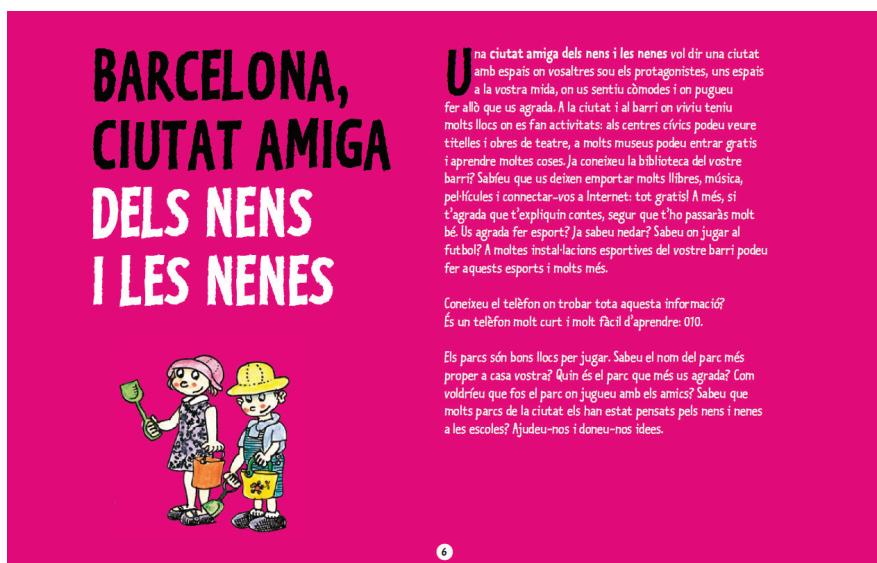 BARCELONA,
CIUTAT AMIGA
DELS NENS
I LES NENES
Una ciutat amiga dels nens i les nenes vol dir una ciutat
amb espais on vosaltres sou els protagonistes, uns espais
a la vostra mida, on us sentiu còmodes i on pugueu
fer allò que us agrada. A la ciutat i al barri on viviu teniu
molts llocs on es fan activitats: als centres cívics podeu veure
titelles i obres de teatre, a molts museus podeu entrar gratis
i aprendre moltes coses. Ja coneixeu la biblioteca del vostre
barri? Sabíeu que us deixen emportar molts llibres, música,
pel·lícules i connectar-vos a Internet: tot gratis! A més, si
t'agrada que t'expliquin contes, segur que t'ho passaràs molt
bé. Us agrada fer esport? Ja sabeu nedar? Sabeu on jugar al
futbol? A moltes instal·lacions esportives del vostre barri podeu
fer aquests esports i molts més.
Coneixeu el telèfon on trobar tota aquesta informació?
És un telèfon molt curt i molt fàcil d'aprendre: 010.
Els parcs són bons llocs per jugar. Sabeu el nom del parc més
proper a casa vostra? Quin és el parc que més us agrada? Com
voldríeu que fos el parc on jugueu amb els amics? Sabeu que
molts parcs de la ciutat els han estat pensats pels nens i nenes
a les escoles? Ajudeu-nos i doneu-nos idees.
6